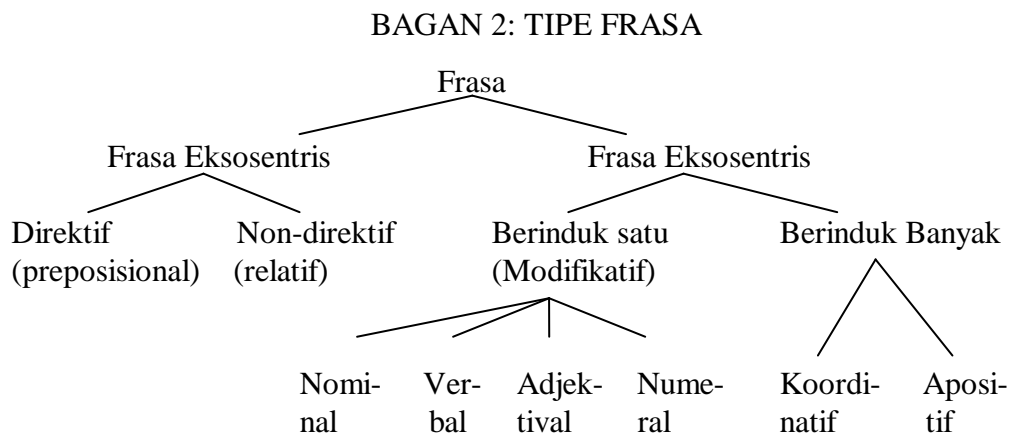 BAGAN 2: TIPE FRASA
Frasa
Frasa Eksosentris Frasa Eksosentris
Direktif Non-direktif Berinduk satu Berinduk Banyak
(preposisional) (relatif) (Modifikatif)
Nomi- Ver- Adjek- Nume- Koordi- Aposi-
nal bal tival ral natif tif